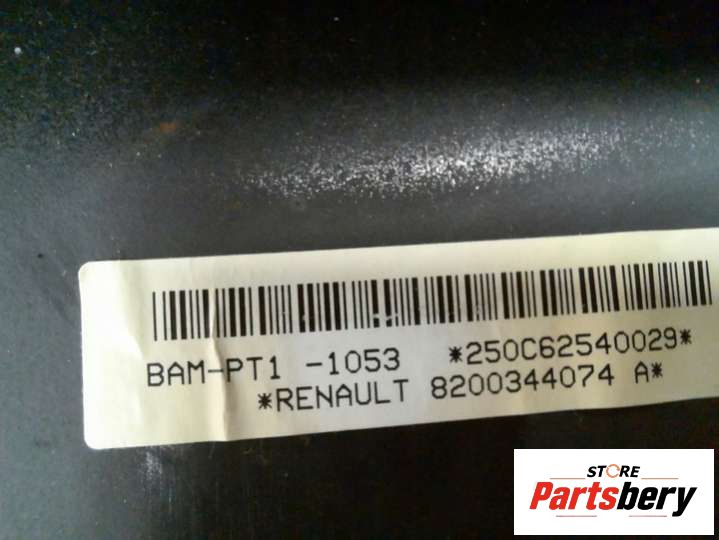 BAM-PT1 -1053 *250C62540029*
*RENAULT 8200344074 A*
STORE
Partsbery